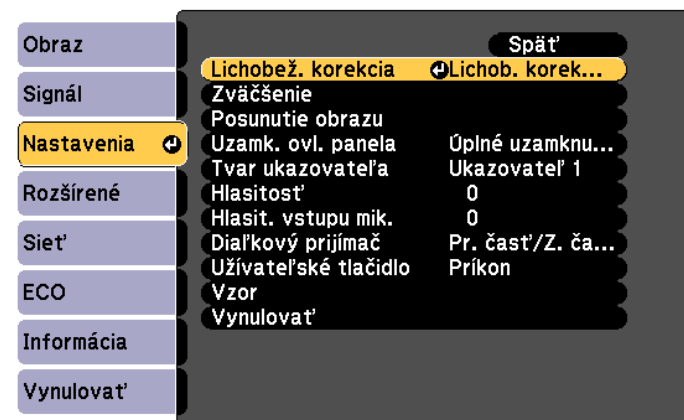 Obraz
Signál
Nastavenia
Rozšírené
Sieť
ECO
Informácia
Vynulovať
Späť
Lichobež. korekcia Lichob. korek...
Zväčšenie
Posunutie obrazu
Uzamk. ovl. panela Úplné uzamknu...
Tvar ukazovateľa Ukazovateľ 1
Hlasitosť 0
Hlasit. vstupu mik. 0
Diaľkový prijímač Pr. časť/Z. ča...
Užívateľské tlačidlo Príkon
Vzor
Vynulovať